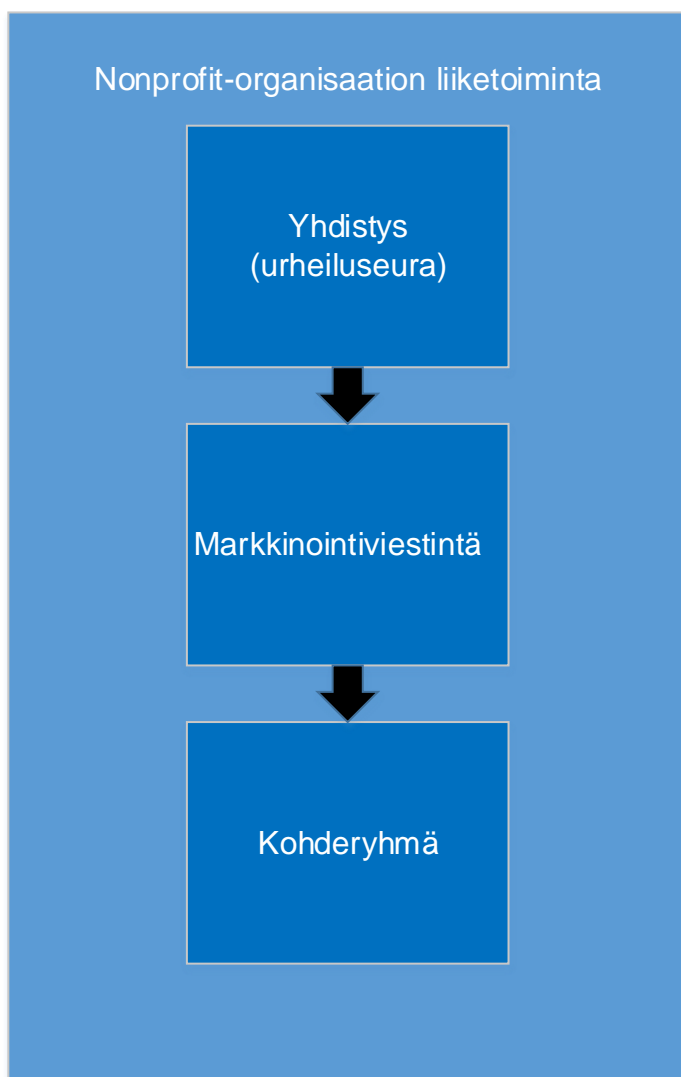 Nonprofit-organisaation liiketoiminta
Yhdistys
(urheiluseura)
Markkinointiviestintä
Kohderyhmä